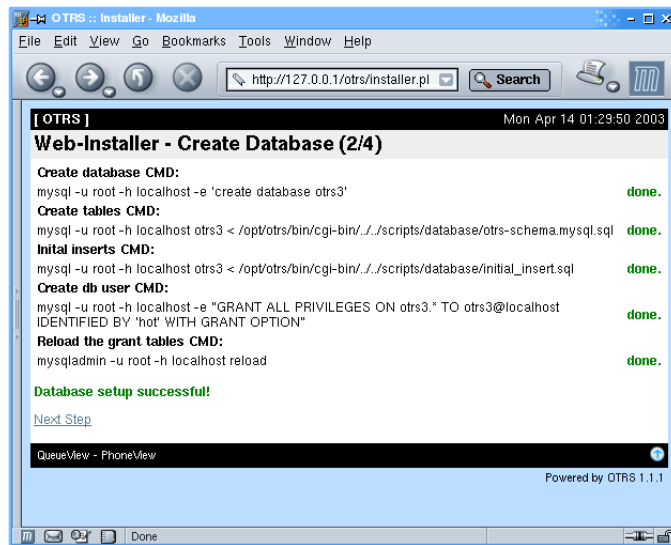 OTRS :: Installer - Mozilla
File Edit View Go Bookmarks Tools Window Help
http://127.0.0.1/otrs/installer.pl Search
[ OTRS ] Mon Apr 14 01:29:50 2003
Web-Installer - Create Database (2/4)
Create database CMD:
mysql -u root -h localhost -e 'create database otrs3' done.
Create tables CMD:
mysql -u root -h localhost otrs3 < /opt/otrs/bin/cgi-bin/../../scripts/database/otrs-schema.mysql.sql done.
Inital inserts CMD:
mysql -u root -h localhost otrs3 < /opt/otrs/bin/cgi-bin/../../scripts/database/initial_insert.sql done.
Create db user CMD:
mysql -u root -h localhost -e "GRANT ALL PRIVILEGES ON otrs3.* TO otrs3@localhost
IDENTIFIED BY 'hot' WITH GRANT OPTION" done.
Reload the grant tables CMD:
mysqladmin -u root -h localhost reload done.
Database setup successful!
Next Step
QueueView - PhoneView
Powered by OTRS 1.1.1
Done